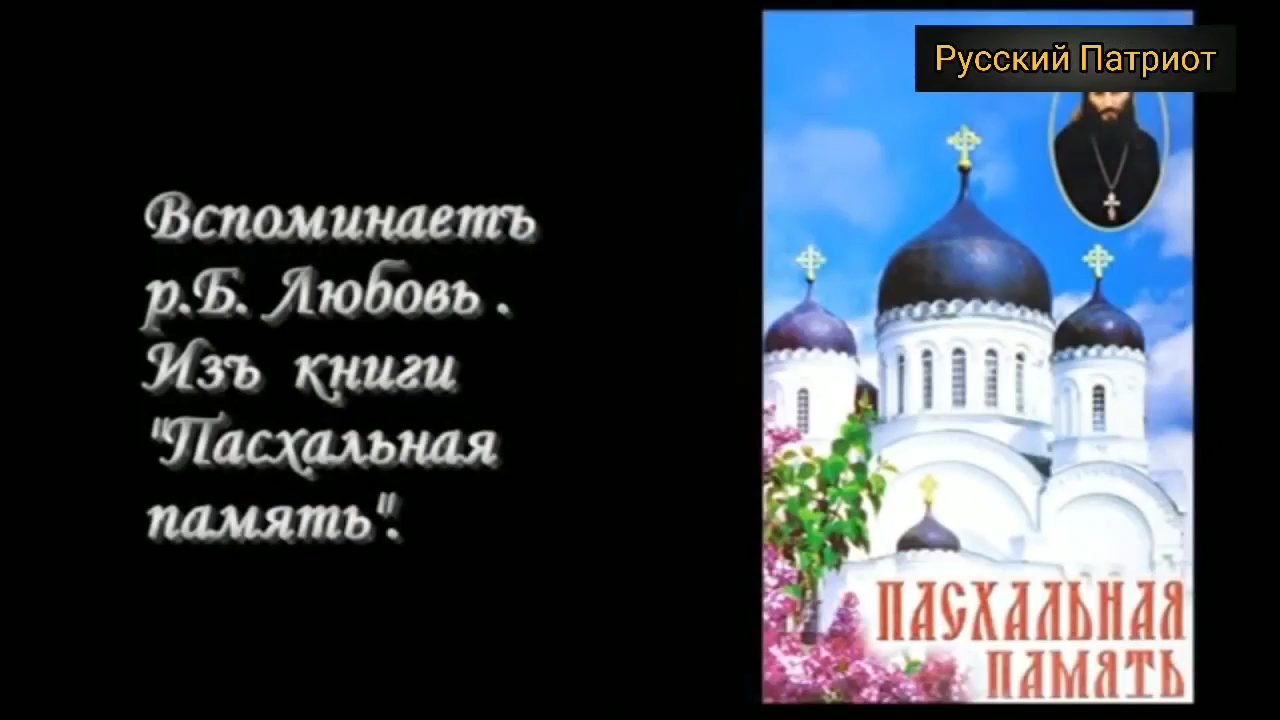 Русский Патриот
Вспоминаетъ
р.Б. Любовь .
Изъ книги
"Пасхальная
память".
ПАСХАЛЬНАЯ
ПАМЯТЬ